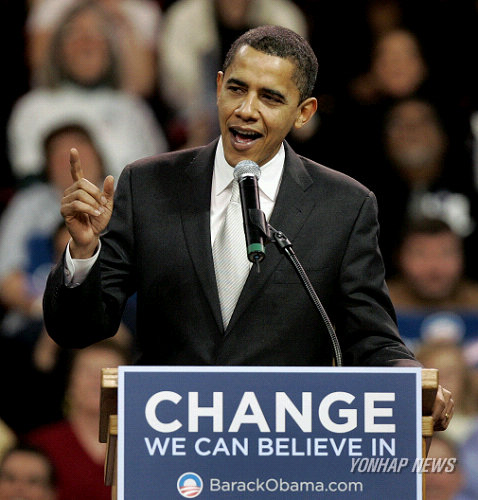 CHANGE
WE CAN BELIEVE IN
BarackObama.com
YONHAP NEWS